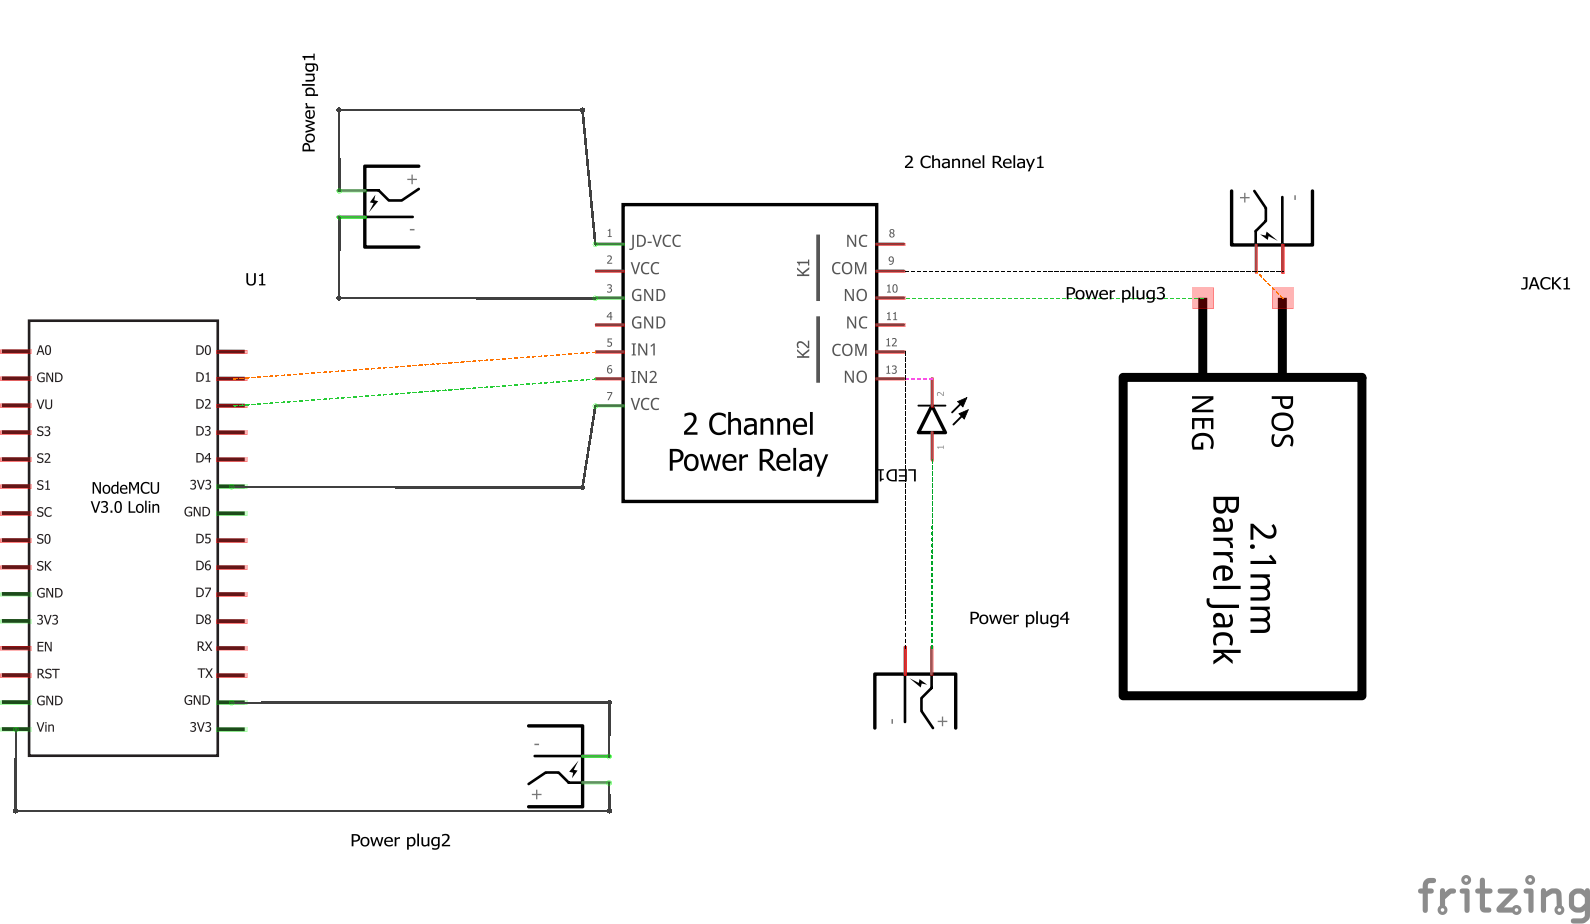 Power plug1
+
-
2 Channel Relay1
+
-
JACK1
U1
1 JD-VCC
2 VCC
3 GND
4 GND
5 IN1
6 IN2
7 VCC
K1
K2
NC 8
COM 9
NO 10
NC 11
COM 12
NO 13
2 Channel
Power Relay
Power plug3
2
1
LED1
NEG
POS
2.1mm
Barrel Jack
A0
GND
VU
S3
S2
S1
SC
S0
SK
GND
3V3
EN
RST
GND
Vin
NodeMCU
V3.0 Lolin
D0
D1
D2
D3
D4
3V3
GND
D5
D6
D7
D8
RX
TX
GND
3V3
Power plug4
-
+
-
+
Power plug2
fritzing